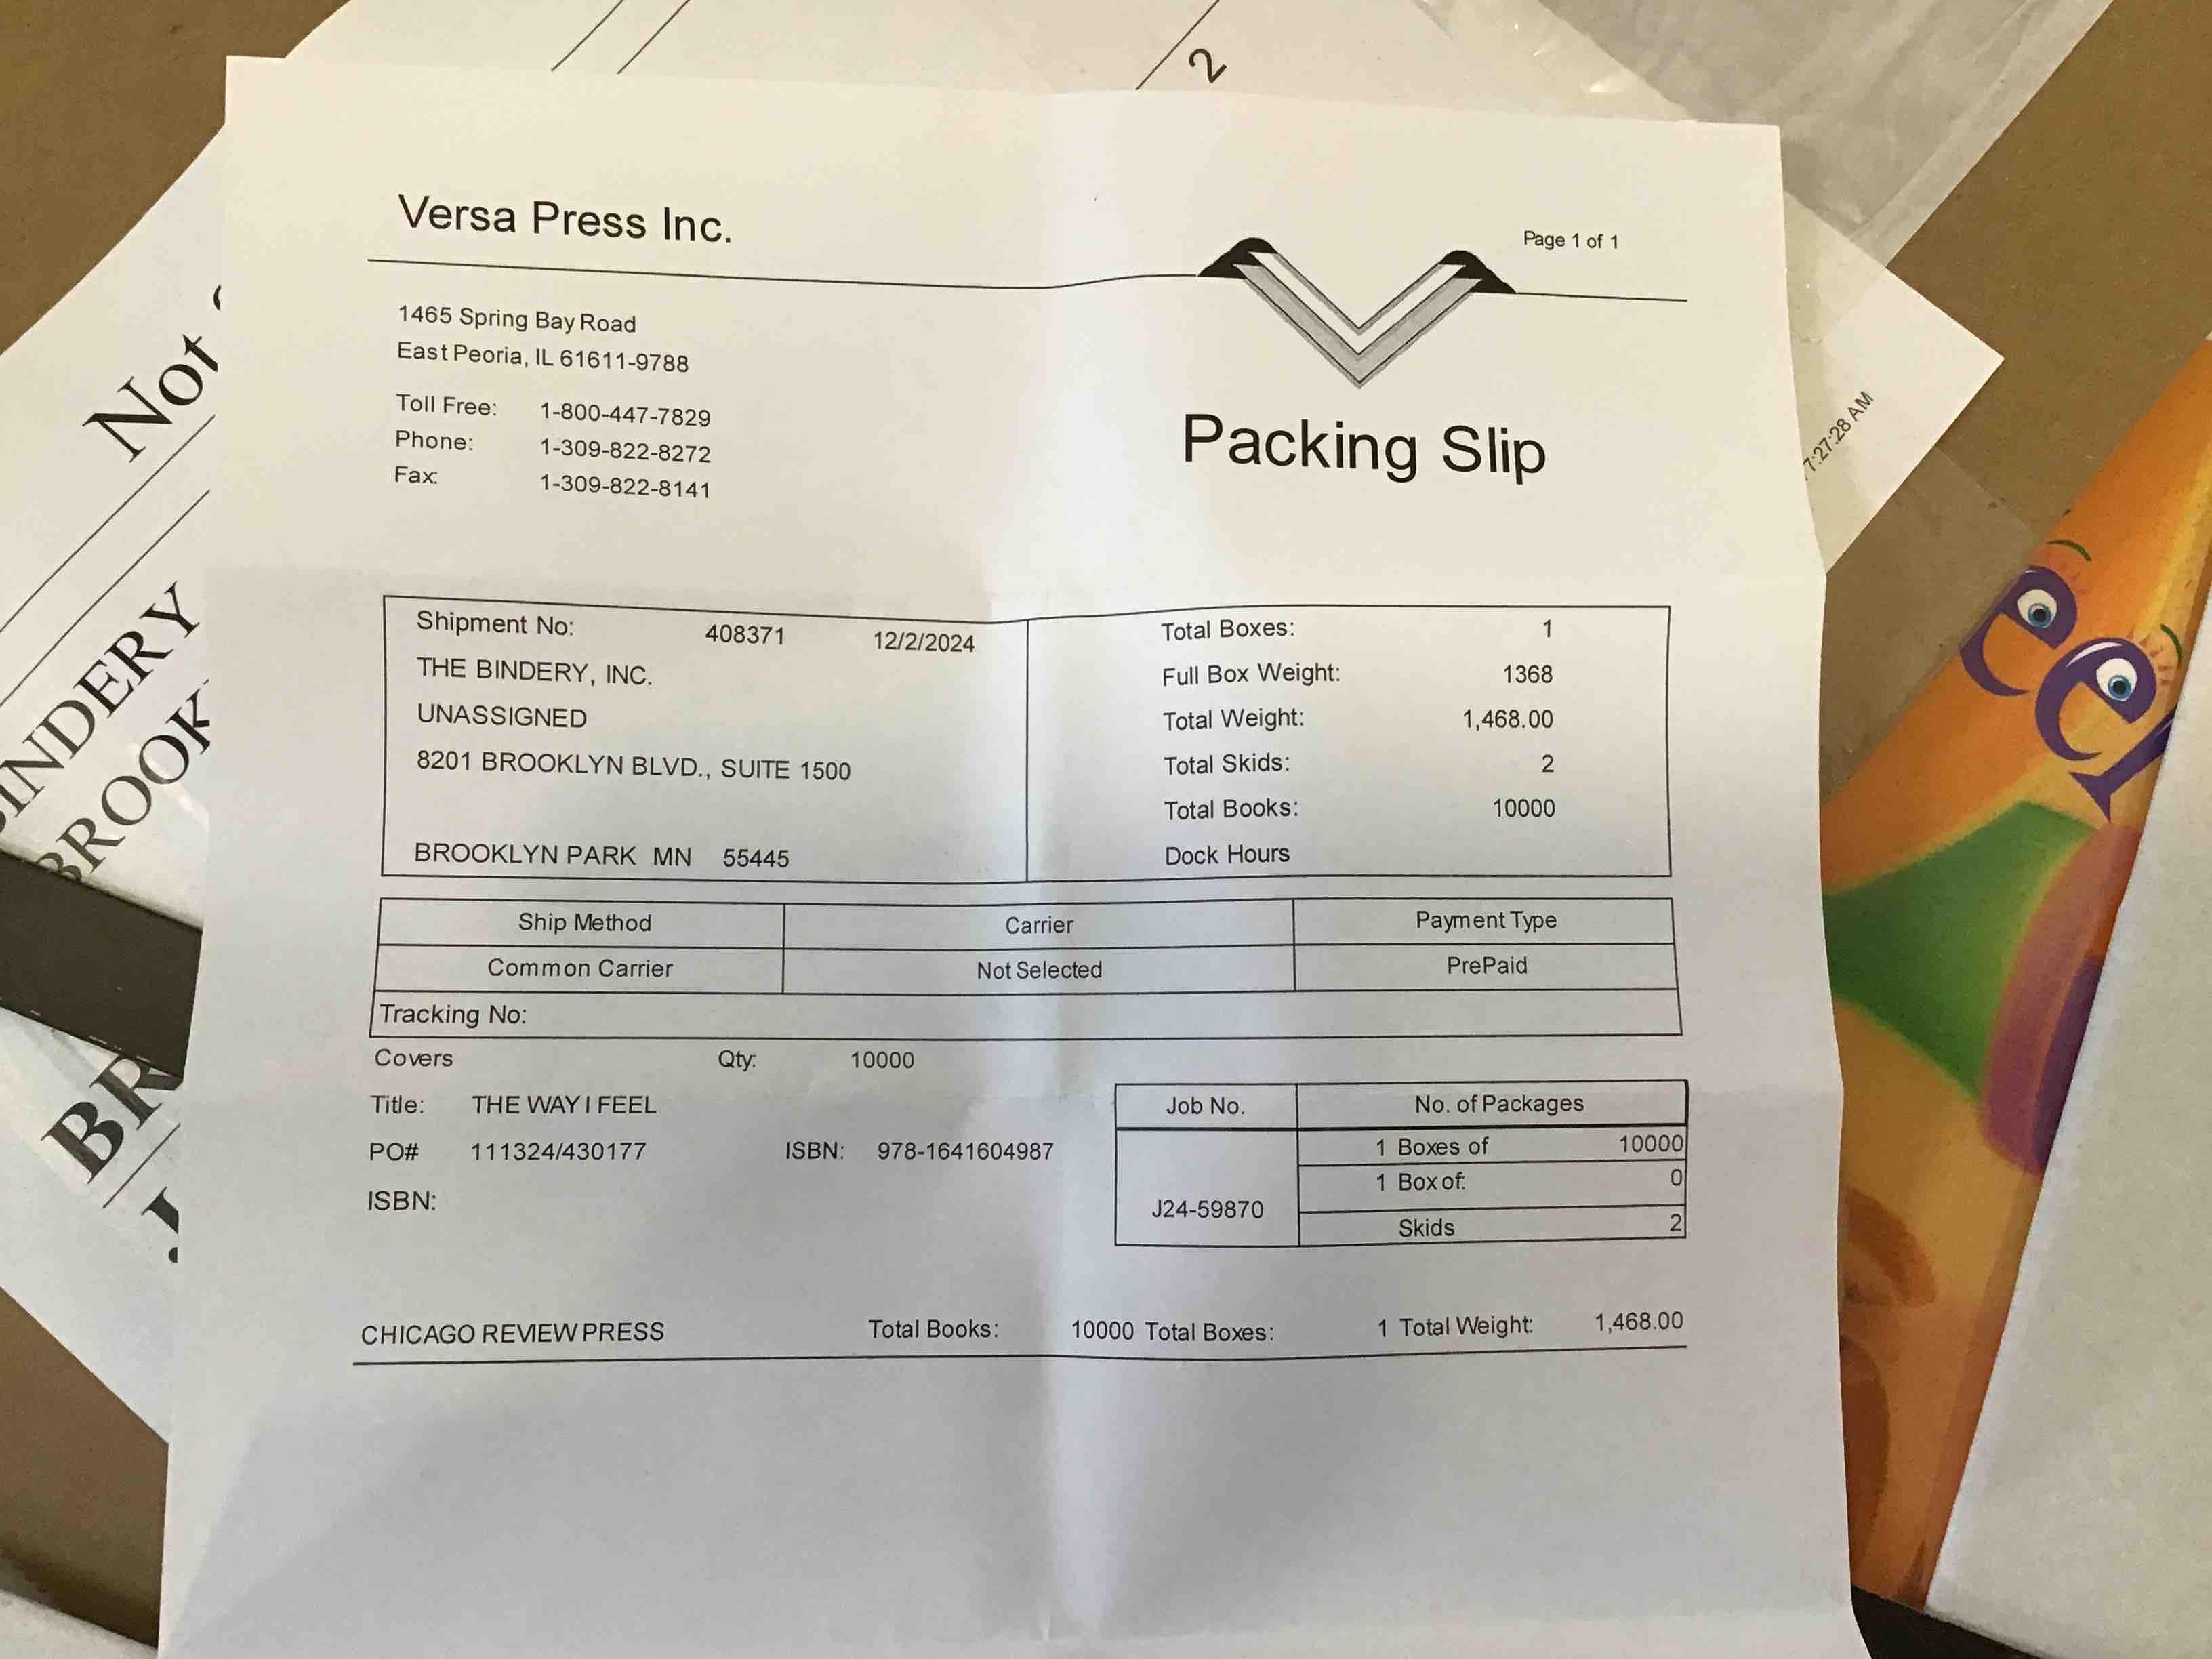 2
Versa Press Inc.
Page 1 of 1
1465 Spring Bay Road
East Peoria, IL 61611-9788
Toll Free: 1-800-447-7829
Phone: 1-309-822-8272
Fax: 1-309-822-8141
Packing Slip
7:27:28 AM
Not
INDERY
BROOK
BR
eel
Shipment No: 408371 12/2/2024
THE BINDERY, INC.
UNASSIGNED
8201 BROOKLYN BLVD., SUITE 1500
BROOKLYN PARK MN 55445
Total Boxes: 1
Full Box Weight: 1368
Total Weight: 1,468.00
Total Skids: 2
Total Books: 10000
Dock Hours
Ship Method Carrier Payment Type
Common Carrier Not Selected PrePaid
Tracking No:
Covers Qty: 10000
Title: THE WAY I FEEL
PO# 111324/430177 ISBN: 978-1641604987
ISBN:
Job No. No. of Packages
J24-59870
1 Boxes of 10000
1 Box of: 0
Skids 2
CHICAGO REVIEW PRESS Total Books: 10000 Total Boxes: 1 Total Weight: 1,468.00